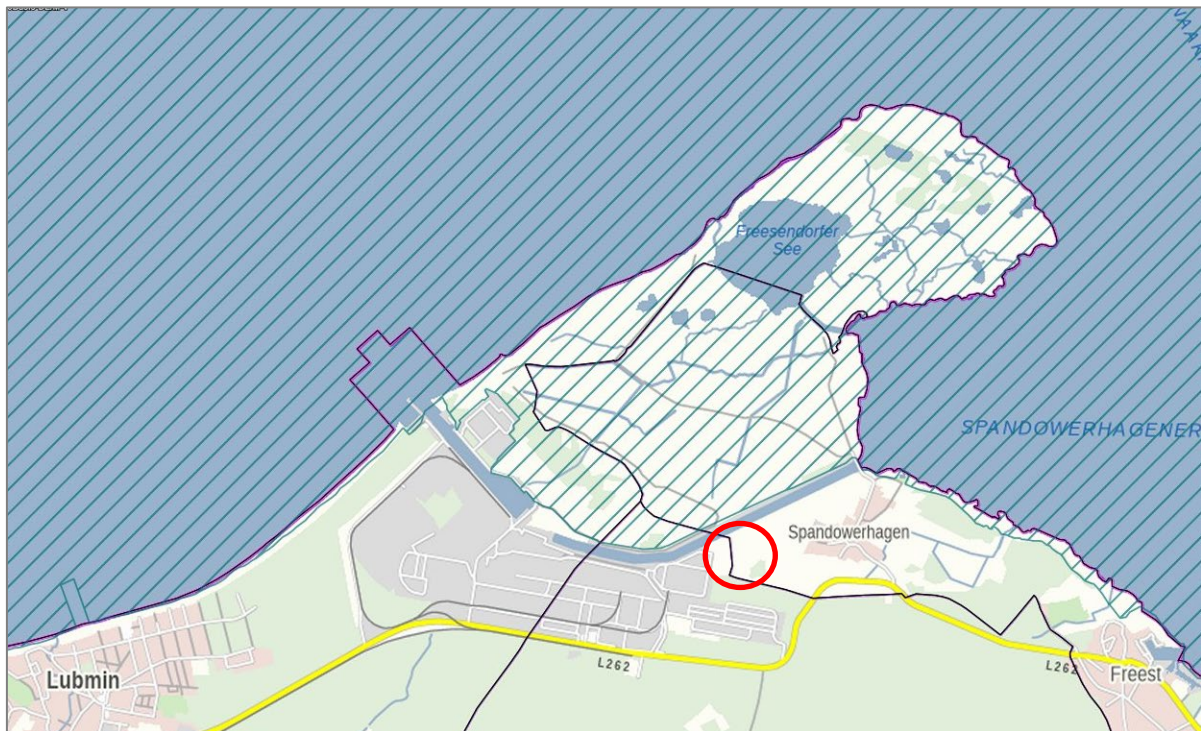 Freesendorfer
See
SPANDOWERHAGENER
Spandowerhagen
L262
Lubmin
L262
Freest